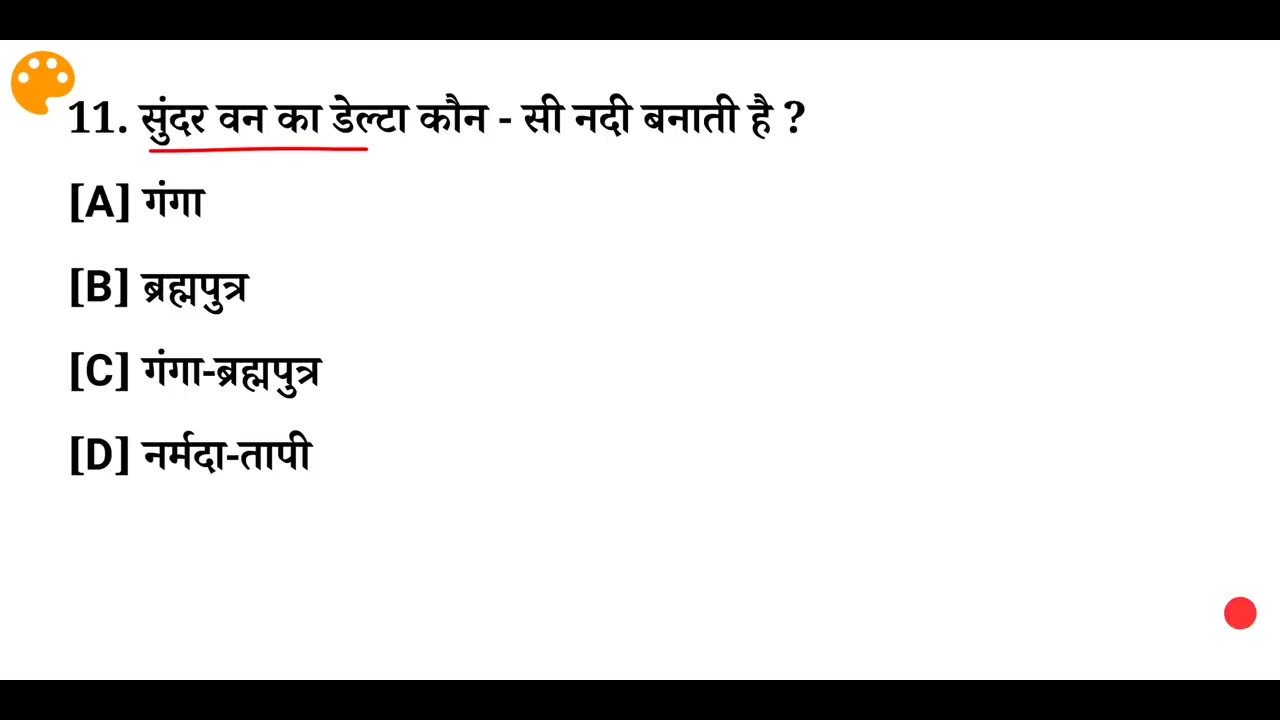 11. सुंदर वन का डेल्टा कौन - सी नदी बनाती है ?
[A] गंगा
[B] ब्रह्मपुत्र
[C] गंगा-ब्रह्मपुत्र
[D] नर्मदा-तापी